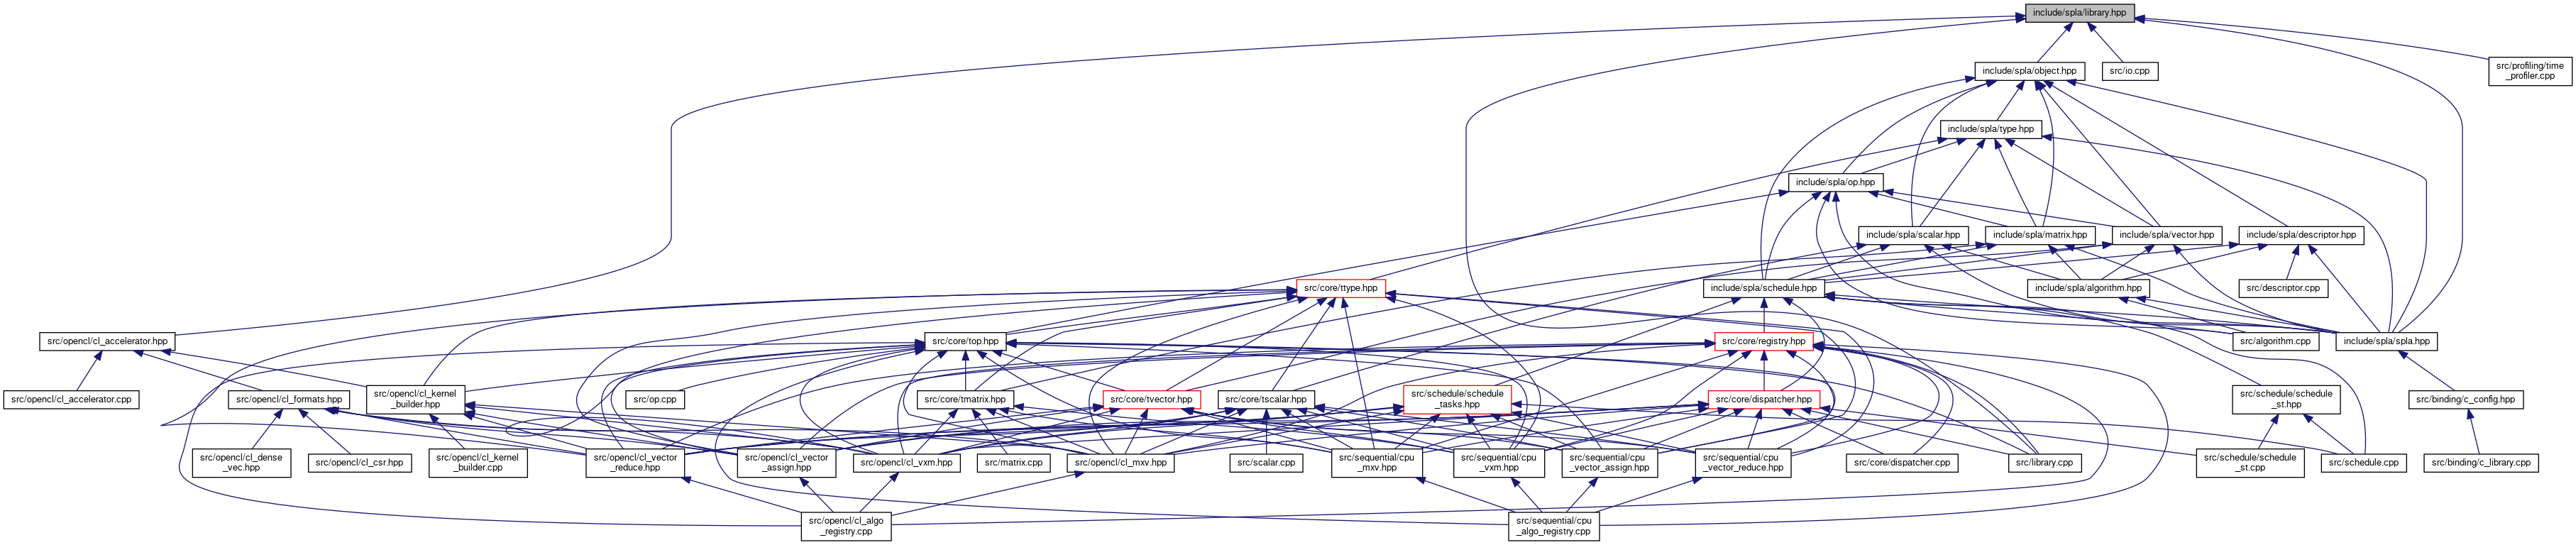 include/spla/library.hpp
include/spla/object.hpp
src/io.cpp
src/profiling/time
_profiler.cpp
include/spla/type.hpp
include/spla/op.hpp
include/spla/scalar.hpp
include/spla/matrix.hpp
include/spla/vector.hpp
include/spla/descriptor.hpp
src/core/ttype.hpp
include/spla/schedule.hpp
include/spla/algorithm.hpp
src/descriptor.cpp
src/opencl/cl_accelerator.hpp
src/core/top.hpp
src/core/registry.hpp
src/algorithm.cpp
include/spla/spla.hpp
src/opencl/cl_accelerator.cpp
src/opencl/cl_formats.hpp
src/opencl/cl_kernel
_builder.hpp
src/op.cpp
src/core/tmatrix.hpp
src/core/tvector.hpp
src/core/tscalar.hpp
src/schedule/schedule
_tasks.hpp
src/core/dispatcher.hpp
src/schedule/schedule
_st.hpp
src/binding/c_config.hpp
src/opencl/cl_dense
_vec.hpp
src/opencl/cl_csr.hpp
src/opencl/cl_kernel
_builder.cpp
src/opencl/cl_vector
_reduce.hpp
src/opencl/cl_vector
_assign.hpp
src/opencl/cl_vxm.hpp
src/matrix.cpp
src/opencl/cl_mxv.hpp
src/scalar.cpp
src/sequential/cpu
_mxv.hpp
src/sequential/cpu
_vxm.hpp
src/sequential/cpu
_vector_assign.hpp
src/sequential/cpu
_vector_reduce.hpp
src/core/dispatcher.cpp
src/library.cpp
src/schedule/schedule
_st.cpp
src/schedule.cpp
src/binding/c_library.cpp
src/opencl/cl_algo
_registry.cpp
src/sequential/cpu
_algo_registry.cpp